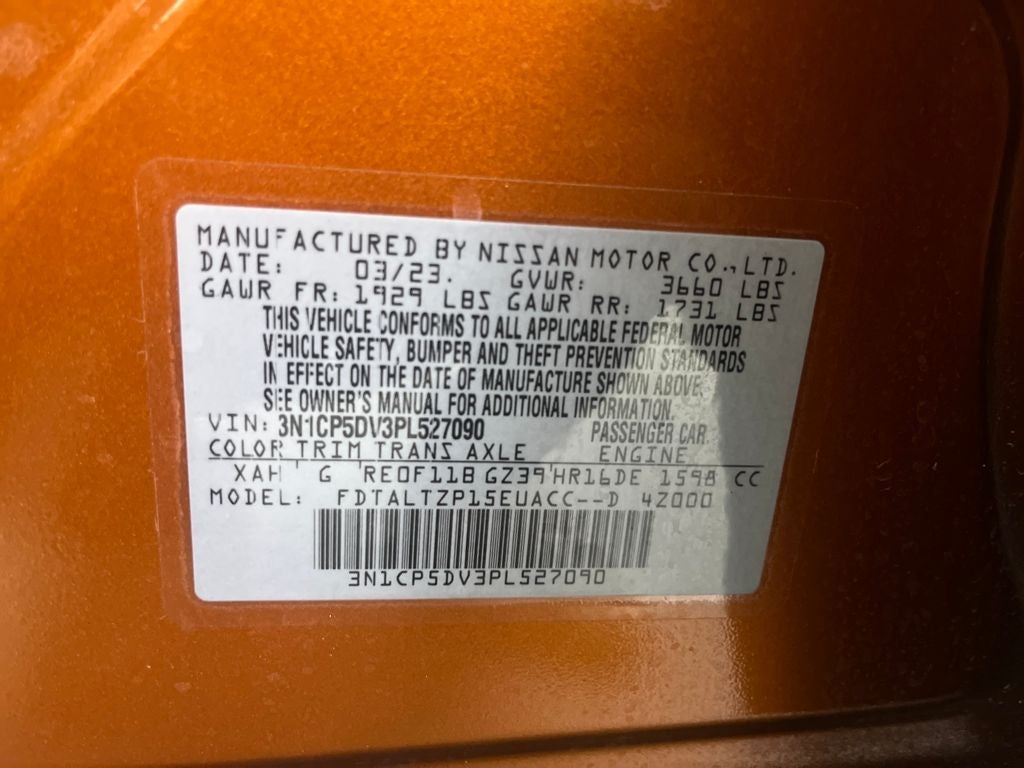 MANUFACTURED BY NISSAN MOTOR CO.,LTD.
DATE: 03/23. GVWR: 3660 LBS
GAWR FR: 1929 LBS GAWR RR: 1731 LBS
THIS VEHICLE CONFORMS TO ALL APPLICABLE FEDERAL MOTOR
VEHICLE SAFETY, BUMPER AND THEFT PREVENTION STANDARDS
IN EFFECT ON THE DATE OF MANUFACTURE SHOWN ABOVE.
SEE OWNER'S MANUAL FOR ADDITIONAL INFORMATION.
VIN: 3N1CP5DV3PL527090 PASSENGER CAR
COLOR TRIM TRANS AXLE ENGINE
XAH G RE0F11B GZ39 HR16DE 1598 CC
MODEL: FDTALTZP15EUACC--D 4Z000
3N1CP5DV3PL527090